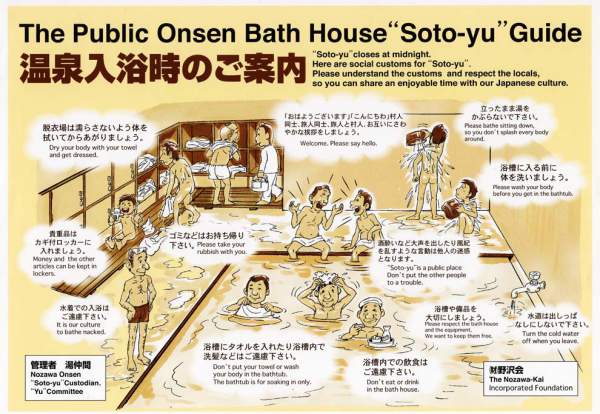 The Public Onsen Bath House "Soto-yu" Guide
温泉入浴時のご案内
"Soto-yu" closes at midnight.
Here are social customs for "Soto-yu".
Please understand the customs and respect the locals,
so you can share an enjoyable time with our Japanese culture.
脱衣場は濡らさないよう体を
拭いてからあがりましょう。
Dry your body with your towel
and get dressed.
「おはようございます」「こんにちわ」村人
同士、旅人同士、旅人と村人、お互いにさわ
やかな挨拶をしましょう。
Welcome. Please say hello.
立ったまま湯を
かぶらないで下さい。
Please bathe sitting down,
so you don't splash every body
around.
浴槽に入る前に
体を洗いましょう。
Please wash your body
before you get in the bathtub.
貴重品は
カギ付ロッカーに
入れましょう。
Money and the other
articles can be kept in
lockers.
ゴミなどはお持ち帰り
下さい。 Please take your
rubbish with you.
酒酔いなど大声を出したり風紀
を乱すような言動は他人の迷惑
となります。
"Soto-yu" is a public place
Don't put the other people
to a trouble.
水着での入浴は
ご遠慮下さい。
It is our culture
to bathe nacked.
浴槽にタオルを入れたり浴槽内で
洗髪などはご遠慮下さい。
Don't put your towel or wash
your body in the bathtub.
The bathtub is for soaking in only.
浴槽内での飲食は
ご遠慮下さい。
Don't eat or drink
in the bath house.
浴槽や備品を
大切にしましょう。
Please respect the bath house
and the equipment,
We want to keep them free.
水道は出しっぱ
なしにしないで下さい。
Turn the cold water
off when you leave.
管理者 湯仲間
Nozawa Onsen
"Soto-yu" Custodian.
"Yu" Committee
㈶野沢会
The Nozawa-Kai
Incorporated Foundation